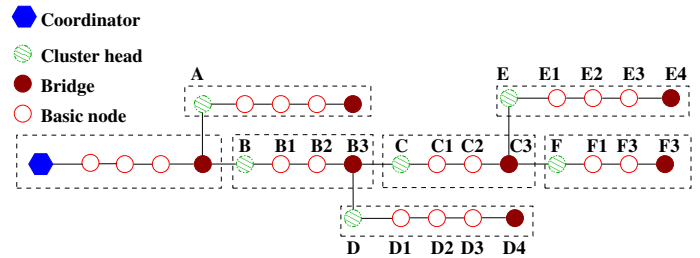 Coordinator
Cluster head
Bridge
Basic node
A
E E1 E2 E3 E4
B B1 B2 B3 C C1 C2 C3 F F1 F3 F3
D D1 D2 D3 D4